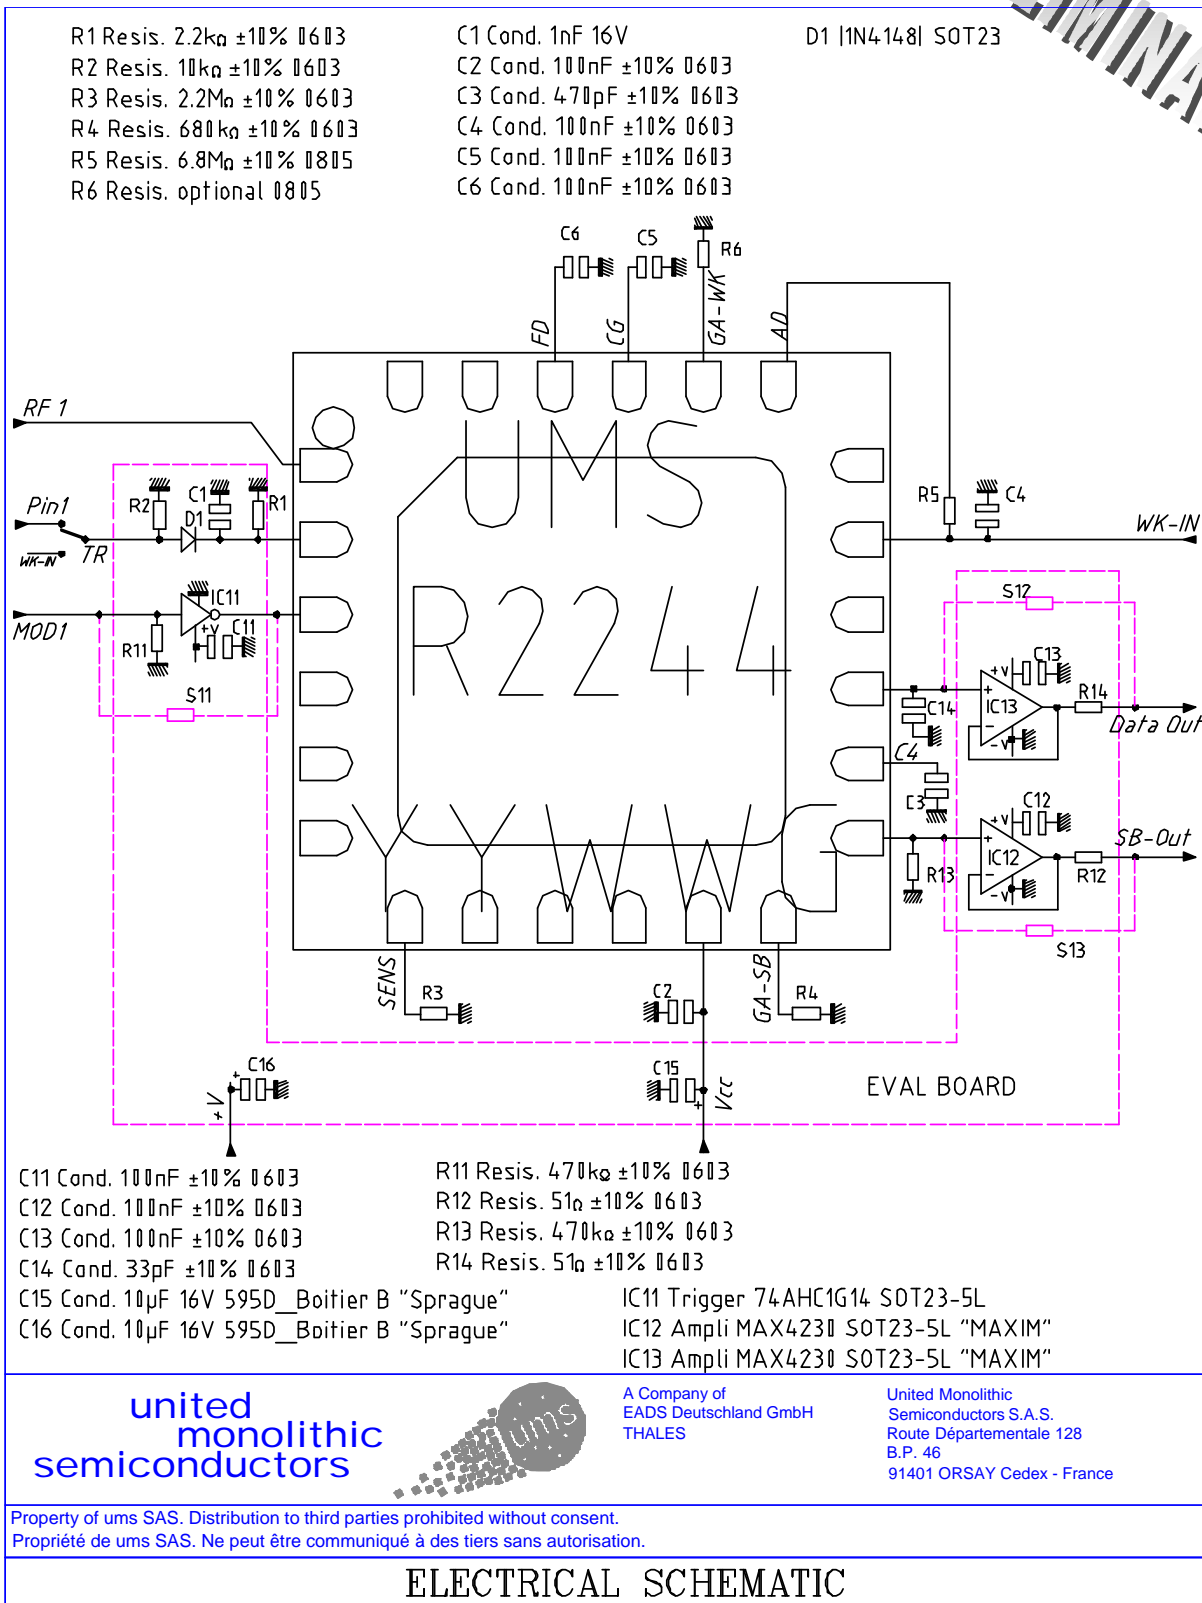 R1 Resis. 2.2kΩ ±10% 0603
R2 Resis. 10kΩ ±10% 0603
R3 Resis. 2.2MΩ ±10% 0603
R4 Resis. 680kΩ ±10% 0603
R5 Resis. 6.8MΩ ±10% 0805
R6 Resis. optional 0805
C1 Cond. 1nF 16V
C2 Cond. 100nF ±10% 0603
C3 Cond. 470pF ±10% 0603
C4 Cond. 100nF ±10% 0603
C5 Cond. 100nF ±10% 0603
C6 Cond. 100nF ±10% 0603
D1 |1N4148| SOT23
C6
C5
R6
FD
CG
GA-WK
AD
RF 1
UMS
R2244
YYWWG
Pin1
WK-IN
TR
R2
D1
C1
R1
MOD1
R11
IC11
+V
C11
S11
R5
C4
WK-IN
S12
C14
+V
C13
IC13
-V
R14
Data Out
C4
C3
R13
+V
C12
IC12
-V
R12
SB-Out
S13
SENS
R3
C2
GA-SB
R4
+
C16
+V
C15
+
Vcc
EVAL BOARD
C11 Cond. 100nF ±10% 0603
C12 Cond. 100nF ±10% 0603
C13 Cond. 100nF ±10% 0603
C14 Cond. 33pF ±10% 0603
C15 Cond. 10µF 16V 595D__Boitier B "Sprague"
C16 Cond. 10µF 16V 595D__Boitier B "Sprague"
R11 Resis. 470kΩ ±10% 0603
R12 Resis. 51Ω ±10% 0603
R13 Resis. 470kΩ ±10% 0603
R14 Resis. 51Ω ±10% 0603
IC11 Trigger 74AHC1G14 SOT23-5L
IC12 Ampli MAX4230 SOT23-5L "MAXIM"
IC13 Ampli MAX4230 SOT23-5L "MAXIM"
united
monolithic
semiconductors
ums
A Company of
EADS Deutschland GmbH
THALES
United Monolithic
Semiconductors S.A.S.
Route Départementale 128
B.P. 46
91401 ORSAY Cedex - France
Property of ums SAS. Distribution to third parties prohibited without consent.
Propriété de ums SAS. Ne peut être communiqué à des tiers sans autorisation.
ELECTRICAL SCHEMATIC